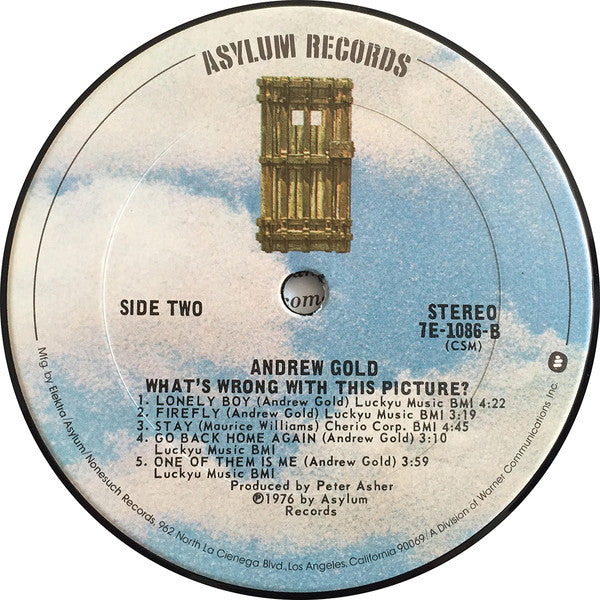 ASYLUM RECORDS
com
SIDE TWO
STEREO
7E-1086-B
(CSM)
ANDREW GOLD
WHAT'S WRONG WITH THIS PICTURE?
1. LONELY BOY (Andrew Gold) Luckyu Music BMI 4:22
2. FIREFLY (Andrew Gold) Luckyu Music BMI 3:19
3. STAY (Maurice Williams) Cherio Corp. BMI 4:45
4. GO BACK HOME AGAIN (Andrew Gold) 3:10
Luckyu Music BMI
5. ONE OF THEM IS ME (Andrew Gold) 3:59
Luckyu Music BMI
Produced by Peter Asher
℗1976 by Asylum
Records
Mfg. by Elektra/Asylum/Nonesuch Records, 962 North La Cienega Blvd., Los Angeles, California 90069/A Division of Warner Communications Inc.